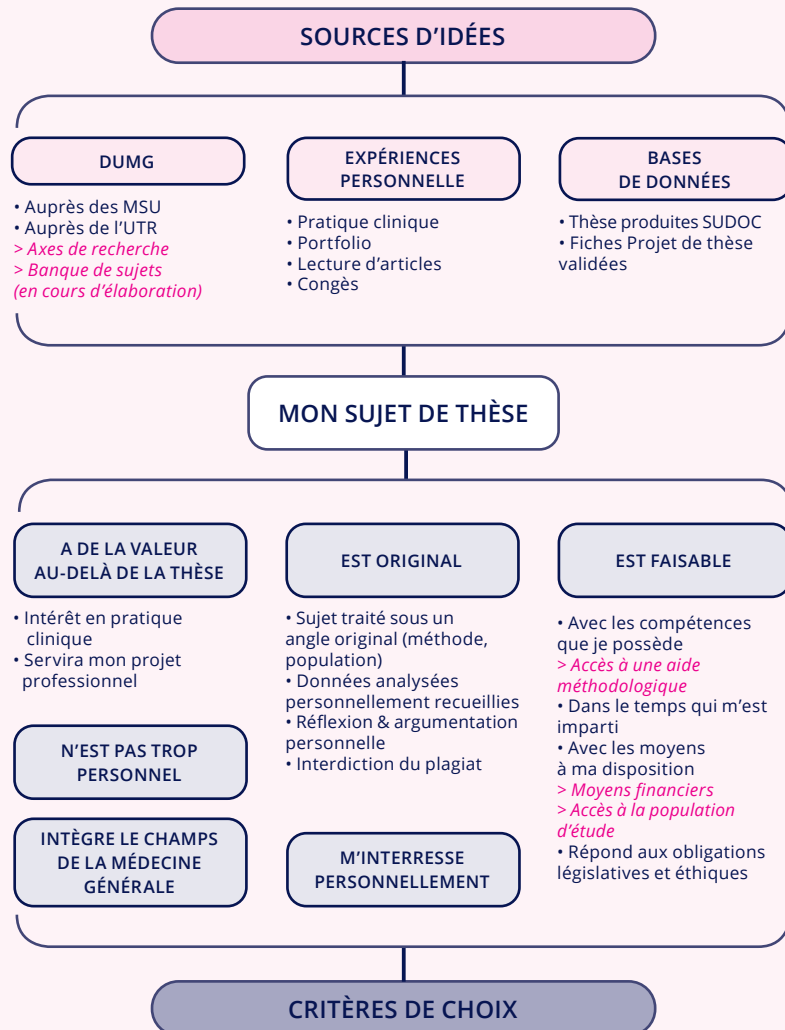 SOURCES D'IDÉES
DUMG
• Auprès des MSU
• Auprès de l'UTR
> Axes de recherche
> Banque de sujets
(en cours d'élaboration)
EXPÉRIENCES
PERSONNELLE
• Pratique clinique
• Portfolio
• Lecture d'articles
• Congès
BASES
DE DONNÉES
• Thèse produites SUDOC
• Fiches Projet de thèse
validées
MON SUJET DE THÈSE
A DE LA VALEUR
AU-DELÀ DE LA THÈSE
• Intérêt en pratique
clinique
• Servira mon projet
professionnel
N'EST PAS TROP
PERSONNEL
INTÈGRE LE CHAMPS
DE LA MÉDECINE
GÉNÉRALE
EST ORIGINAL
• Sujet traité sous un
angle original (méthode,
population)
• Données analysées
personnellement recueillies
• Réflexion & argumentation
personnelle
• Interdiction du plagiat
M'INTERRESSE
PERSONNELLEMENT
EST FAISABLE
• Avec les compétences
que je possède
> Accès à une aide
méthodologique
• Dans le temps qui m'est
imparti
• Avec les moyens
à ma disposition
> Moyens financiers
> Accès à la population
d'étude
• Répond aux obligations
législatives et éthiques
CRITÈRES DE CHOIX